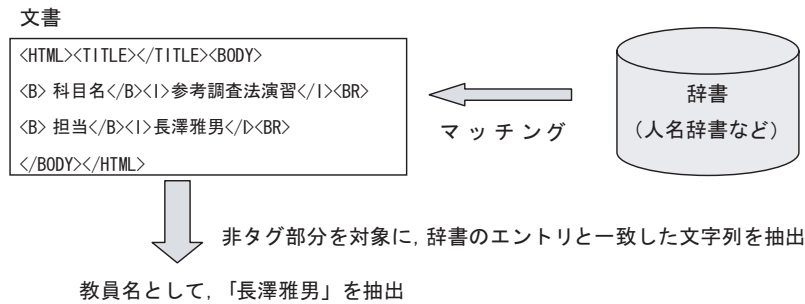 文書
<HTML><TITLE></TITLE><BODY>
<B> 科目名</B><I>参考調査法演習</I><BR>
<B> 担当</B><I>長澤雅男</I><BR>
</BODY></HTML>
マッチング
辞書
(人名辞書など)
非タグ部分を対象に, 辞書のエントリと一致した文字列を抽出
教員名として, 「長澤雅男」を抽出